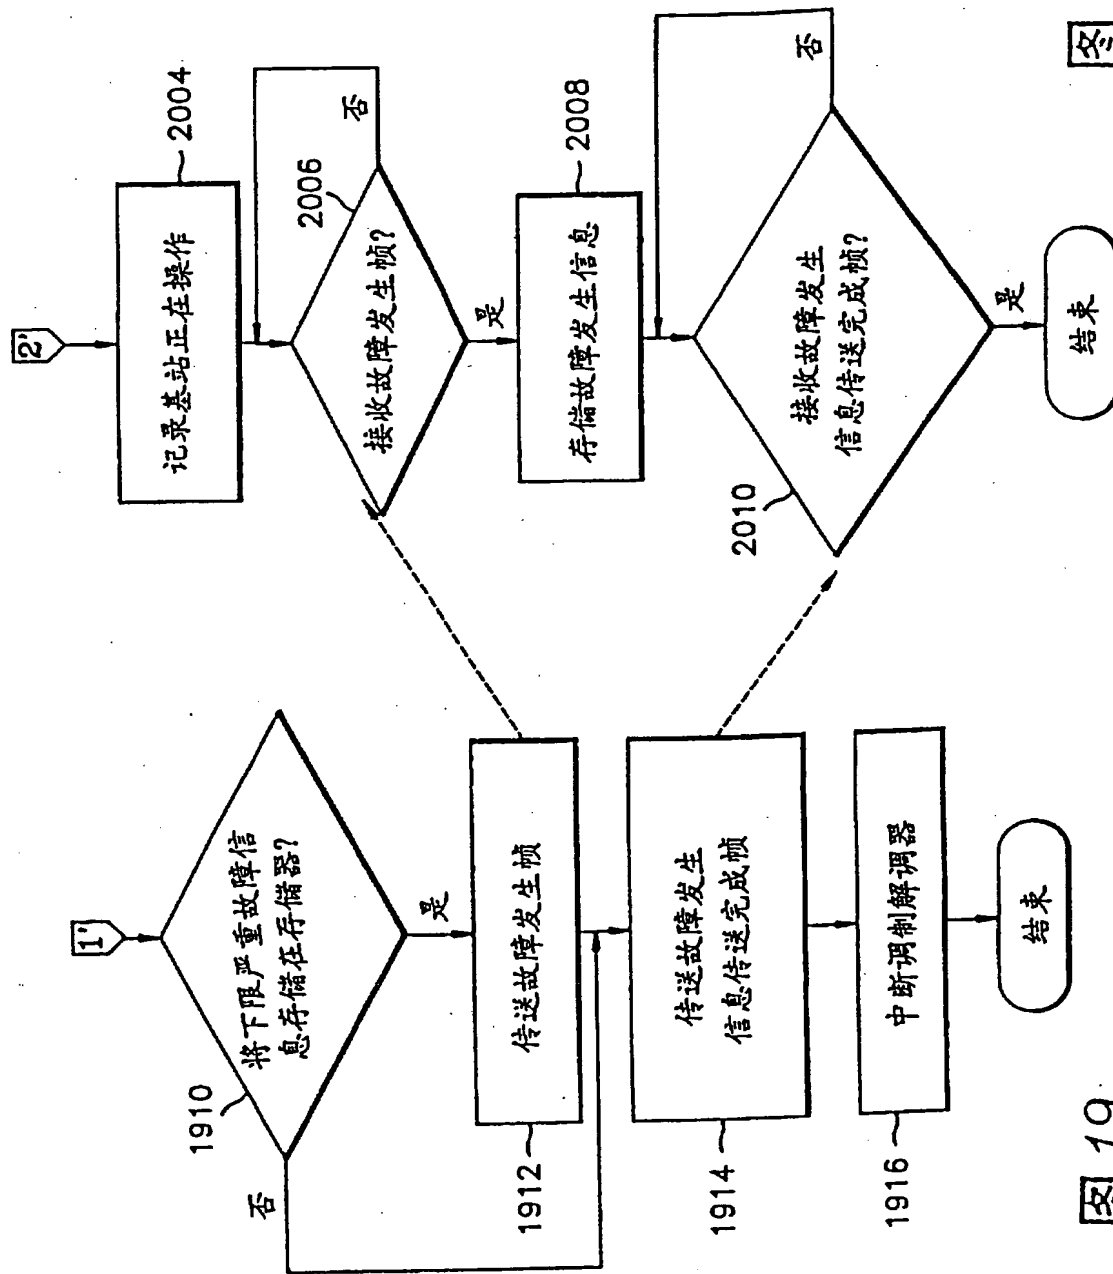 1'
将下限严重故障信
息存储在存储器?
1910
否
是
传送故障发生帧
1912
传送故障发生
信息传送完成帧
1914
中断调制解调器
1916
结束
图 19
2'
记录基站正在操作
2004
接收故障发生帧?
2006
否
是
存储故障发生信息
2008
接收故障发生
信息传送完成帧?
2010
否
是
结束
图